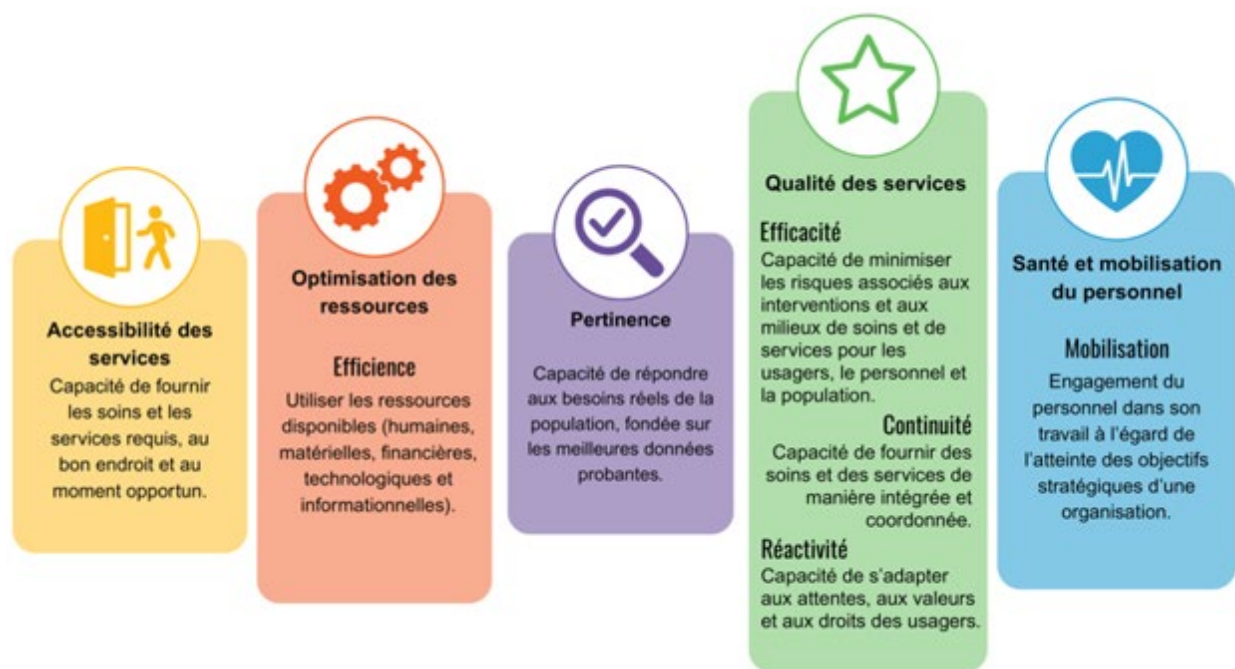 Accessibilité des
services
Capacité de fournir
les soins et les
services requis, au
bon endroit et au
moment opportun.
Optimisation des
ressources
Efficience
Utiliser les ressources
disponibles (humaines,
matérielles, financières,
technologiques et
informationnelles).
Pertinence
Capacité de répondre
aux besoins réels de la
population, fondée sur
les meilleures données
probantes.
Qualité des services
Efficacité
Capacité de minimiser
les risques associés aux
interventions et aux
milieux de soins et de
services pour les
usagers, le personnel et
la population.
Continuité
Capacité de fournir des
soins et des services de
manière intégrée et
coordonnée.
Réactivité
Capacité de s’adapter
aux attentes, aux valeurs
et aux droits des usagers.
Santé et mobilisation
du personnel
Mobilisation
Engagement du
personnel dans son
travail à l’égard de
l’atteinte des objectifs
stratégiques d’une
organisation.